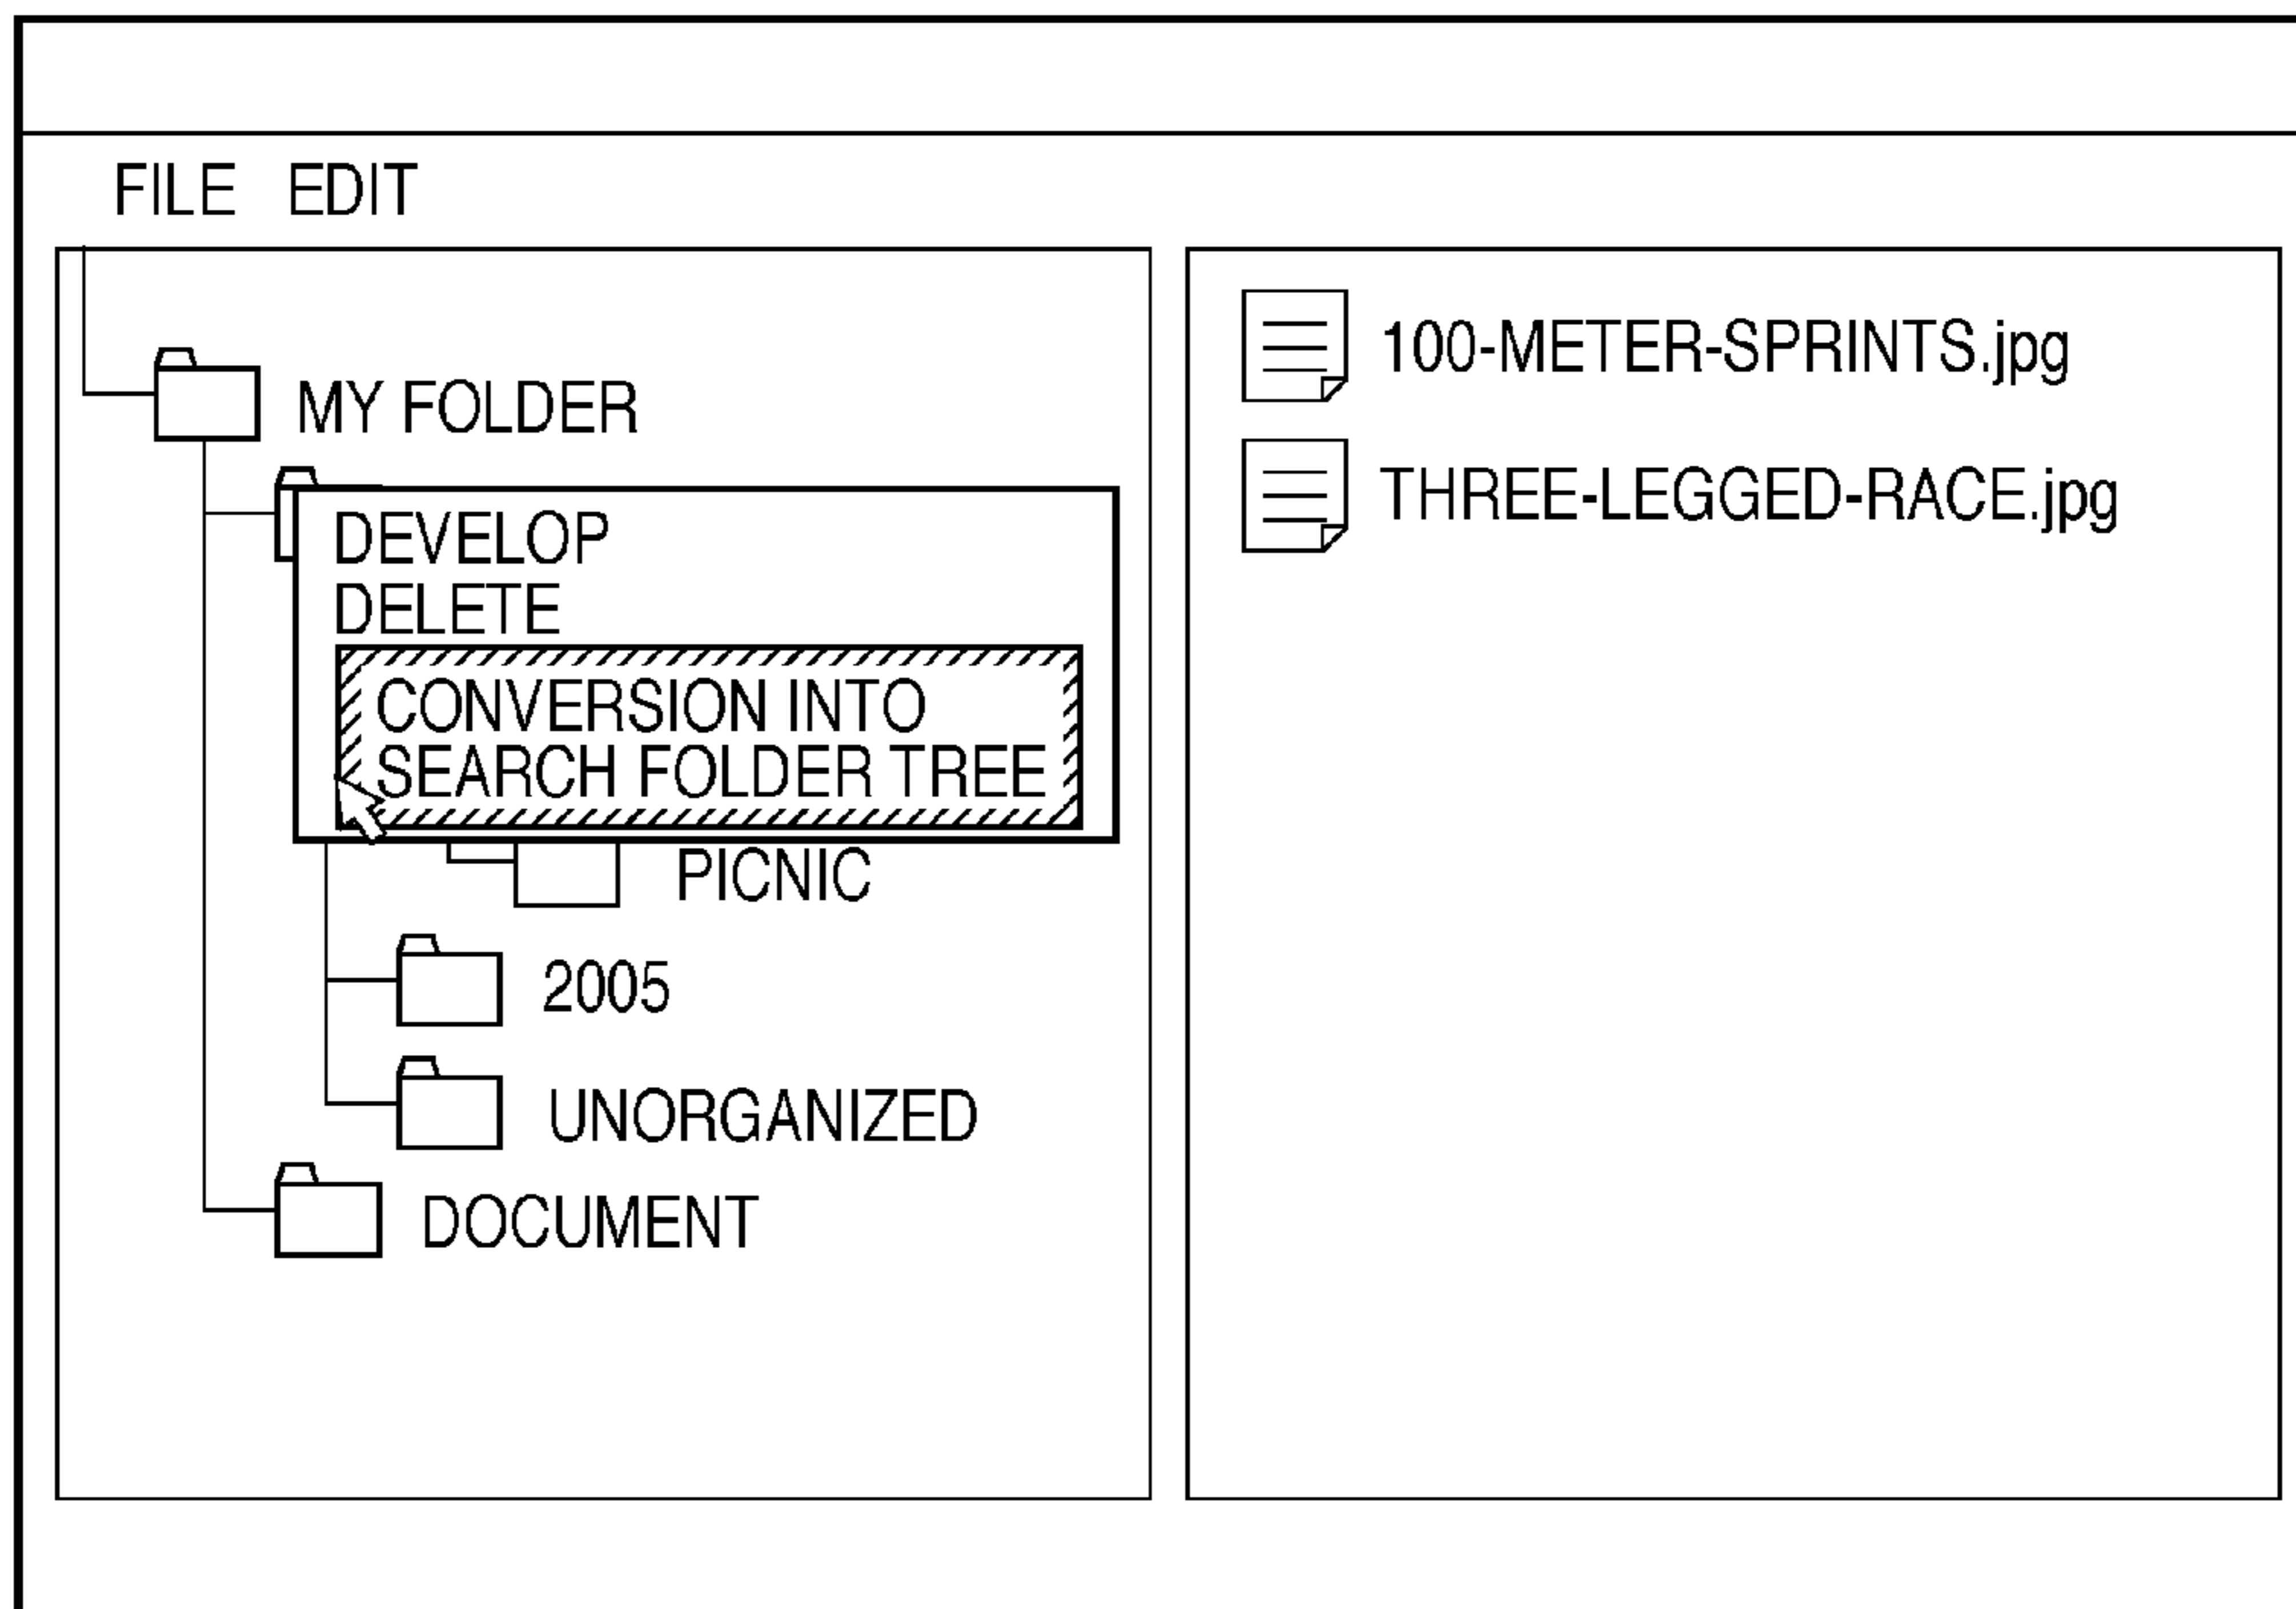 FILE EDIT
MY FOLDER
DEVELOP
DELETE
CONVERSION INTO
SEARCH FOLDER TREE
PICNIC
2005
UNORGANIZED
DOCUMENT
100-METER-SPRINTS.jpg
THREE-LEGGED-RACE.jpg